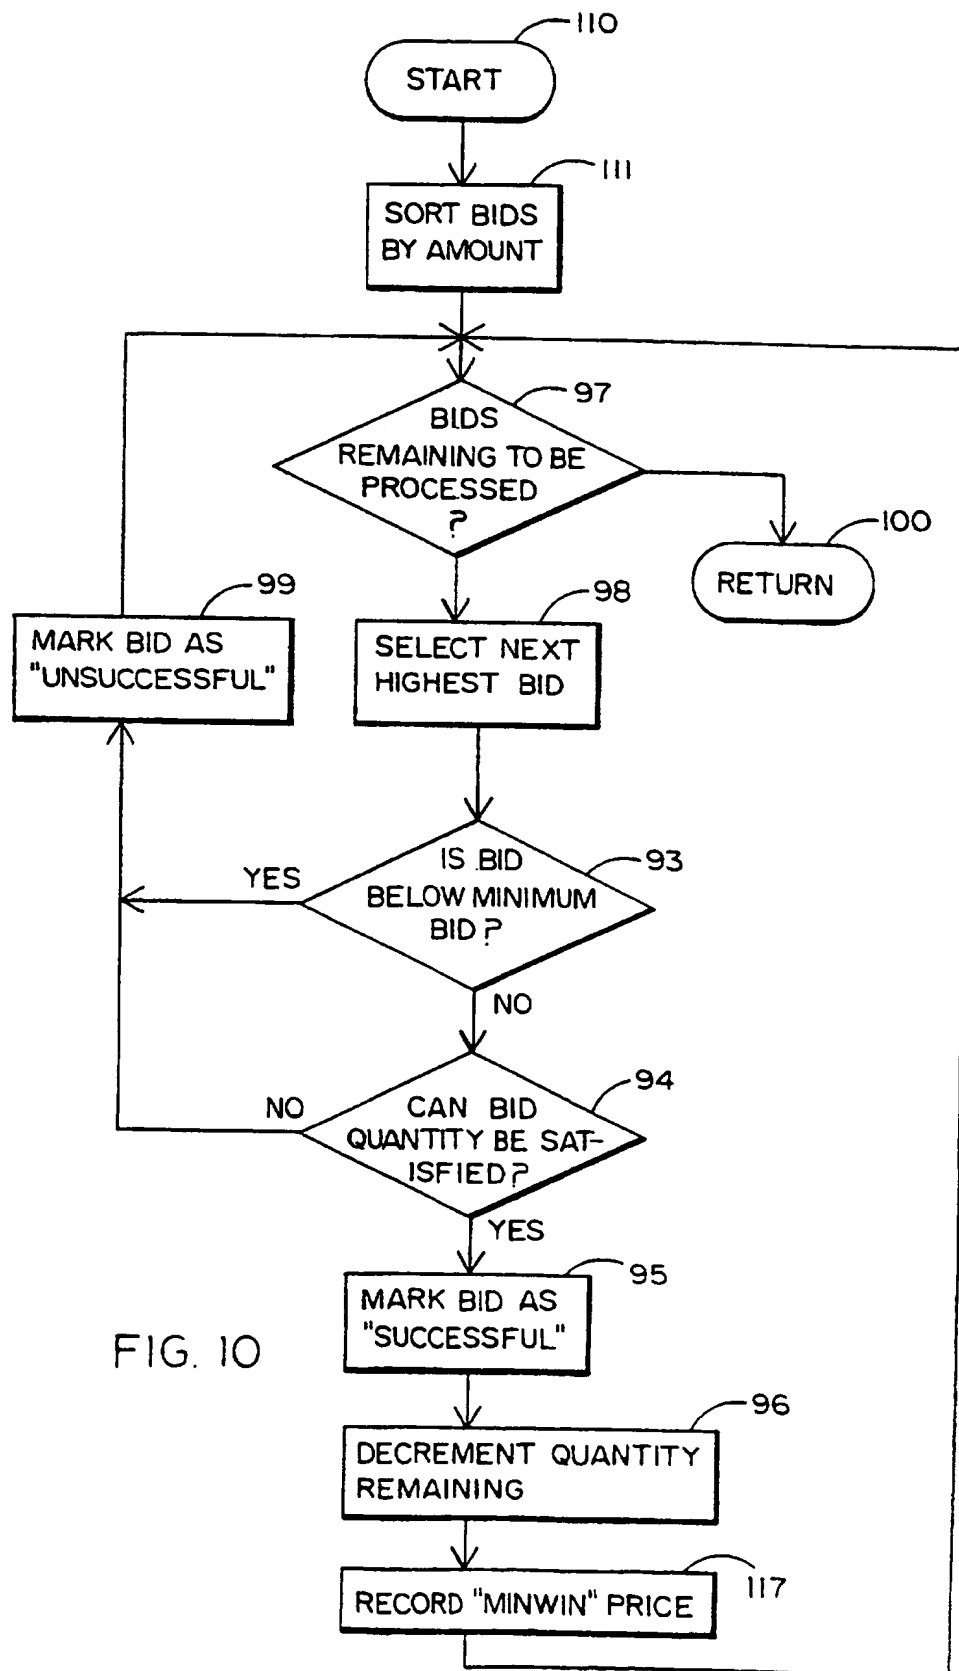 110
START
111
SORT BIDS
BY AMOUNT
97
BIDS
REMAINING TO BE
PROCESSED
?
100
RETURN
99
MARK BID AS
"UNSUCCESSFUL"
98
SELECT NEXT
HIGHEST BID
93
IS BID
BELOW MINIMUM
BID?
YES
NO
94
CAN BID
QUANTITY BE SAT-
ISFIED?
NO
YES
95
MARK BID AS
"SUCCESSFUL"
FIG. 10
96
DECREMENT QUANTITY
REMAINING
117
RECORD "MINWIN" PRICE